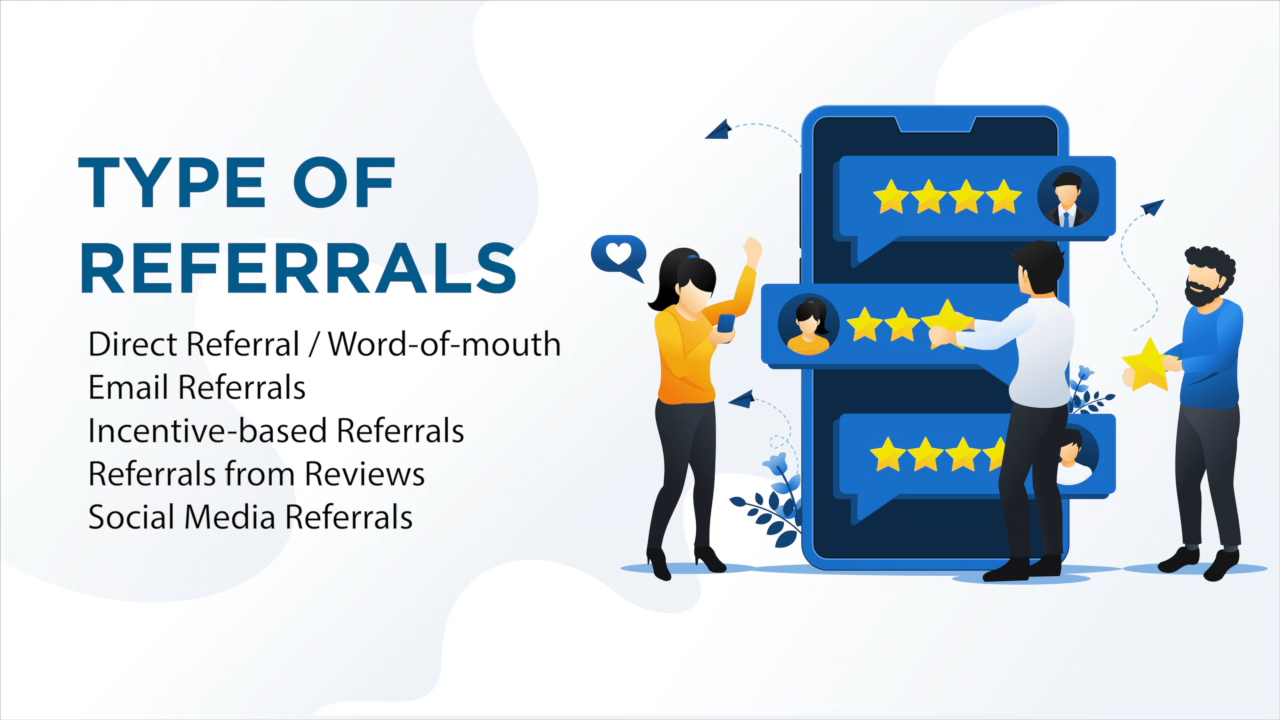 TYPE OF
REFERRALS
Direct Referral / Word-of-mouth
Email Referrals
Incentive-based Referrals
Referrals from Reviews
Social Media Referrals